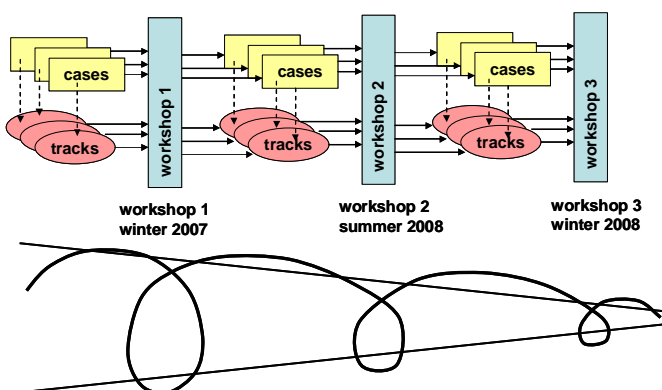 cases
tracks
workshop 1
cases
tracks
workshop 2
cases
tracks
workshop 3
workshop 1
winter 2007
workshop 2
summer 2008
workshop 3
winter 2008